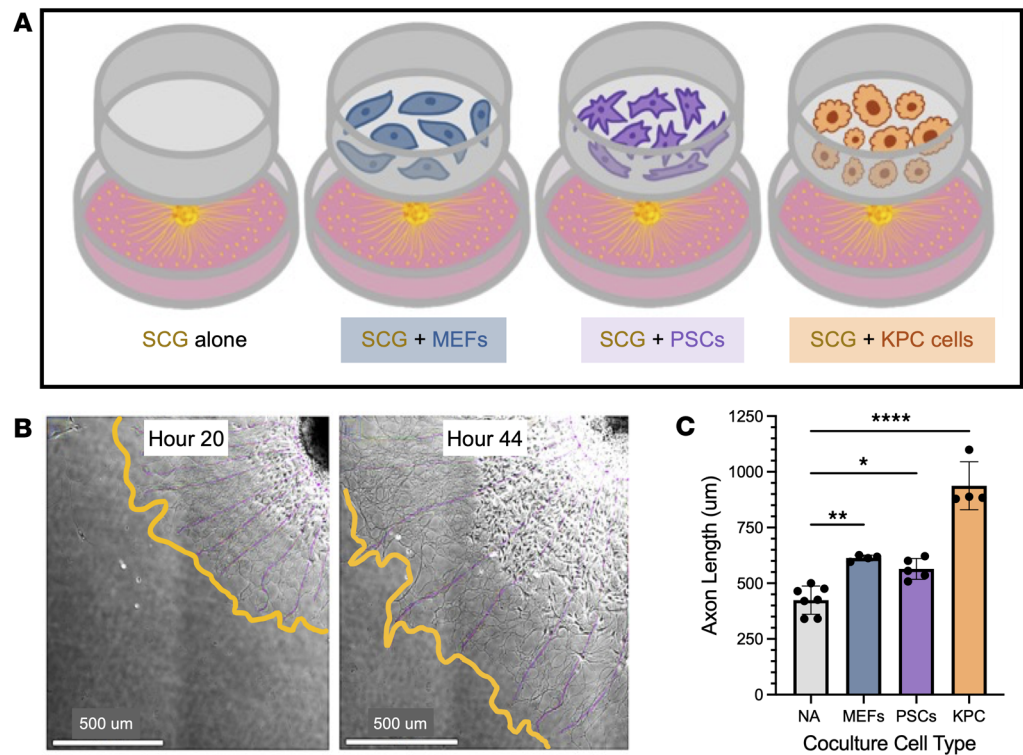 A
SCG alone
SCG + MEFs
SCG + PSCs
SCG + KPC cells
B
Hour 20
500 um
Hour 44
500 um
C
1250
1000
750
500
250
0
Axon Length (um)
****
*
**
NA
MEFs
PSCs
KPC
Coculture Cell Type